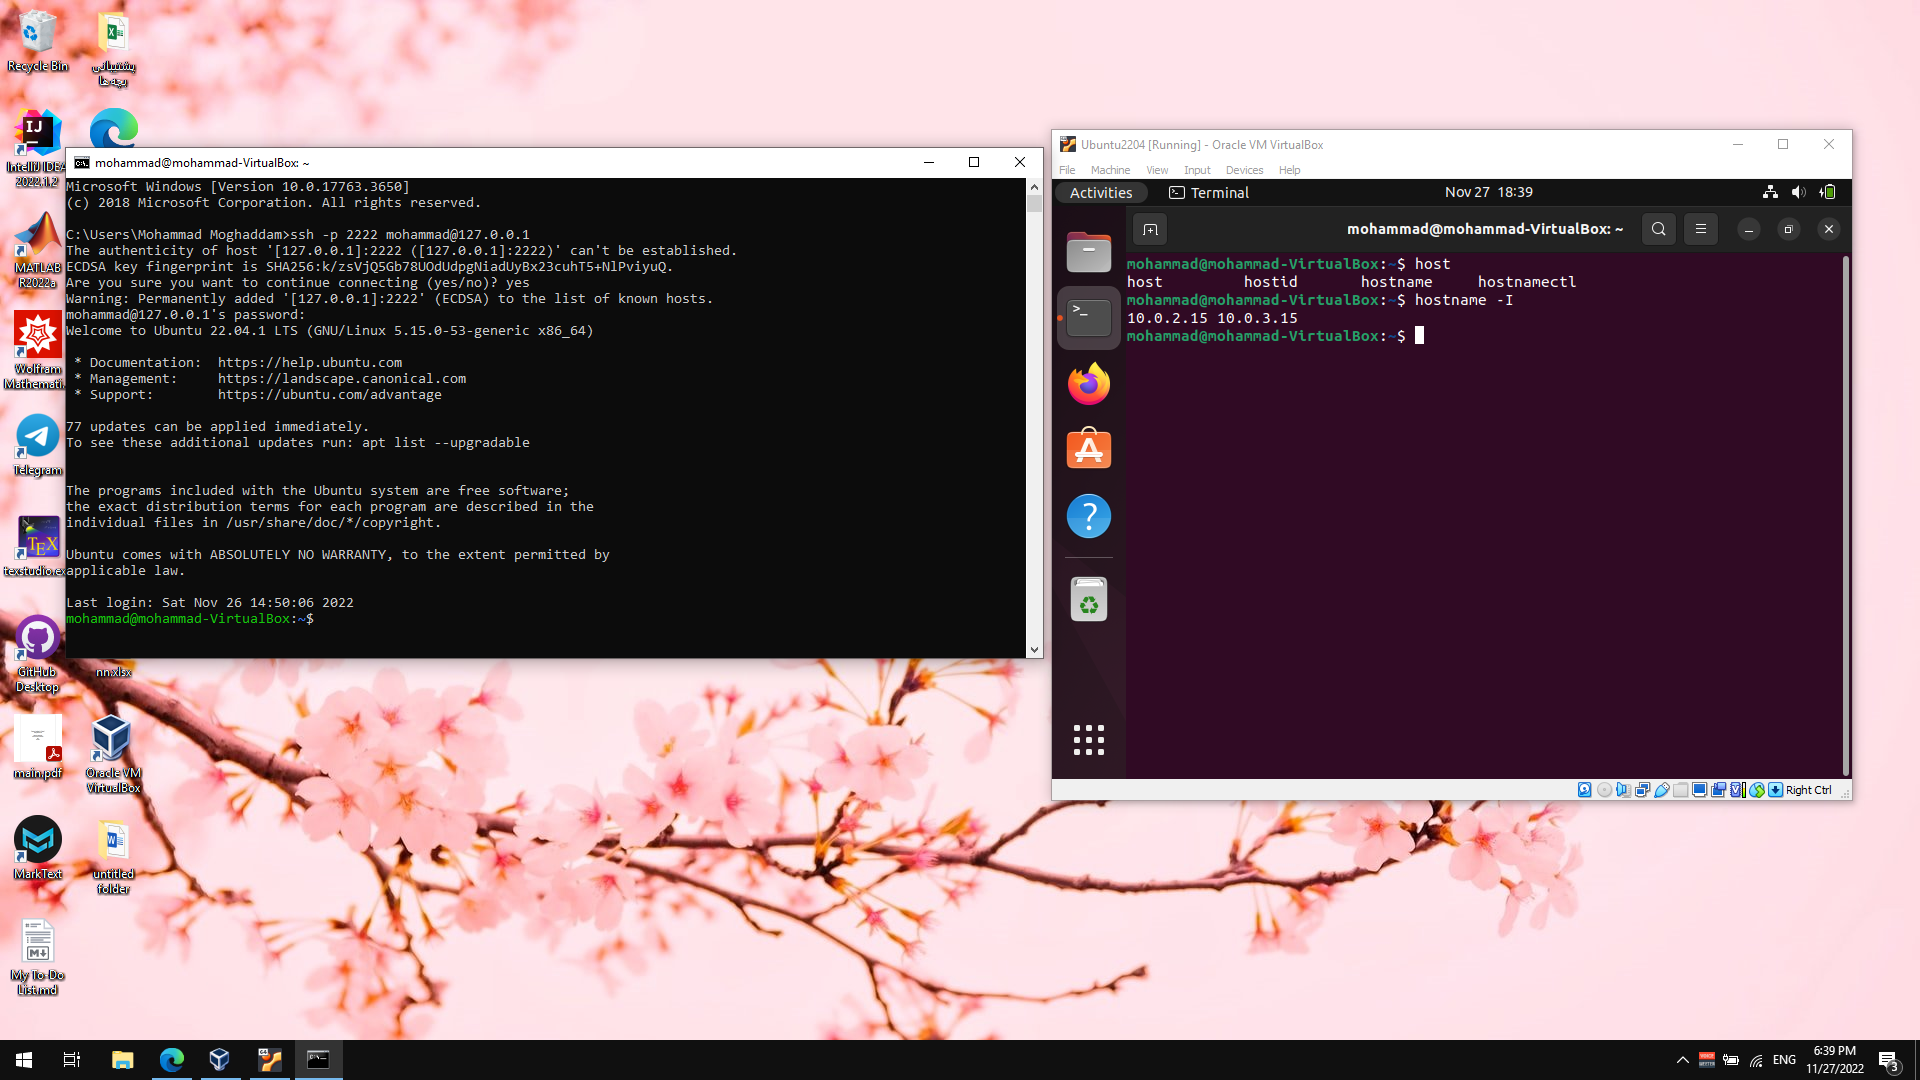 Recycle Bin
پشتیبانی
بچه ها
IntelliJ IDEA
2022.1.2
MATLAB
R2022a
Wolfram
Mathemati...
Telegram
texstudio.ex
GitHub
Desktop
nn.xlsx
main.pdf
Oracle VM
VirtualBox
MarkText
untitled
folder
My To-Do
List.md
mohammad@mohammad-VirtualBox: ~
Microsoft Windows [Version 10.0.17763.3650]
(c) 2018 Microsoft Corporation. All rights reserved.
C:\Users\Mohammad Moghaddam>ssh -p 2222 mohammad@127.0.0.1
The authenticity of host '[127.0.0.1]:2222 ([127.0.0.1]:2222)' can't be established.
ECDSA key fingerprint is SHA256:k/zsVjQ5Gb78UOdUdpgNiadUyBx23cuhT5+NlPviyuQ.
Are you sure you want to continue connecting (yes/no)? yes
Warning: Permanently added '[127.0.0.1]:2222' (ECDSA) to the list of known hosts.
mohammad@127.0.0.1's password:
Welcome to Ubuntu 22.04.1 LTS (GNU/Linux 5.15.0-53-generic x86_64)
* Documentation:  https://help.ubuntu.com
* Management:     https://landscape.canonical.com
* Support:        https://ubuntu.com/advantage
77 updates can be applied immediately.
To see these additional updates run: apt list --upgradable
The programs included with the Ubuntu system are free software;
the exact distribution terms for each program are described in the
individual files in /usr/share/doc/*/copyright.
Ubuntu comes with ABSOLUTELY NO WARRANTY, to the extent permitted by
applicable law.
Last login: Sat Nov 26 14:50:06 2022
mohammad@mohammad-VirtualBox:~$
Ubuntu2204 [Running] - Oracle VM VirtualBox
File Machine View Input Devices Help
Activities Terminal Nov 27 18:39
mohammad@mohammad-VirtualBox: ~
mohammad@mohammad-VirtualBox:~$ host
host hostid hostname hostnamectl
mohammad@mohammad-VirtualBox:~$ hostname -I
10.0.2.15 10.0.3.15
mohammad@mohammad-VirtualBox:~$
Right Ctrl
ENG
6:39 PM
11/27/2022
3